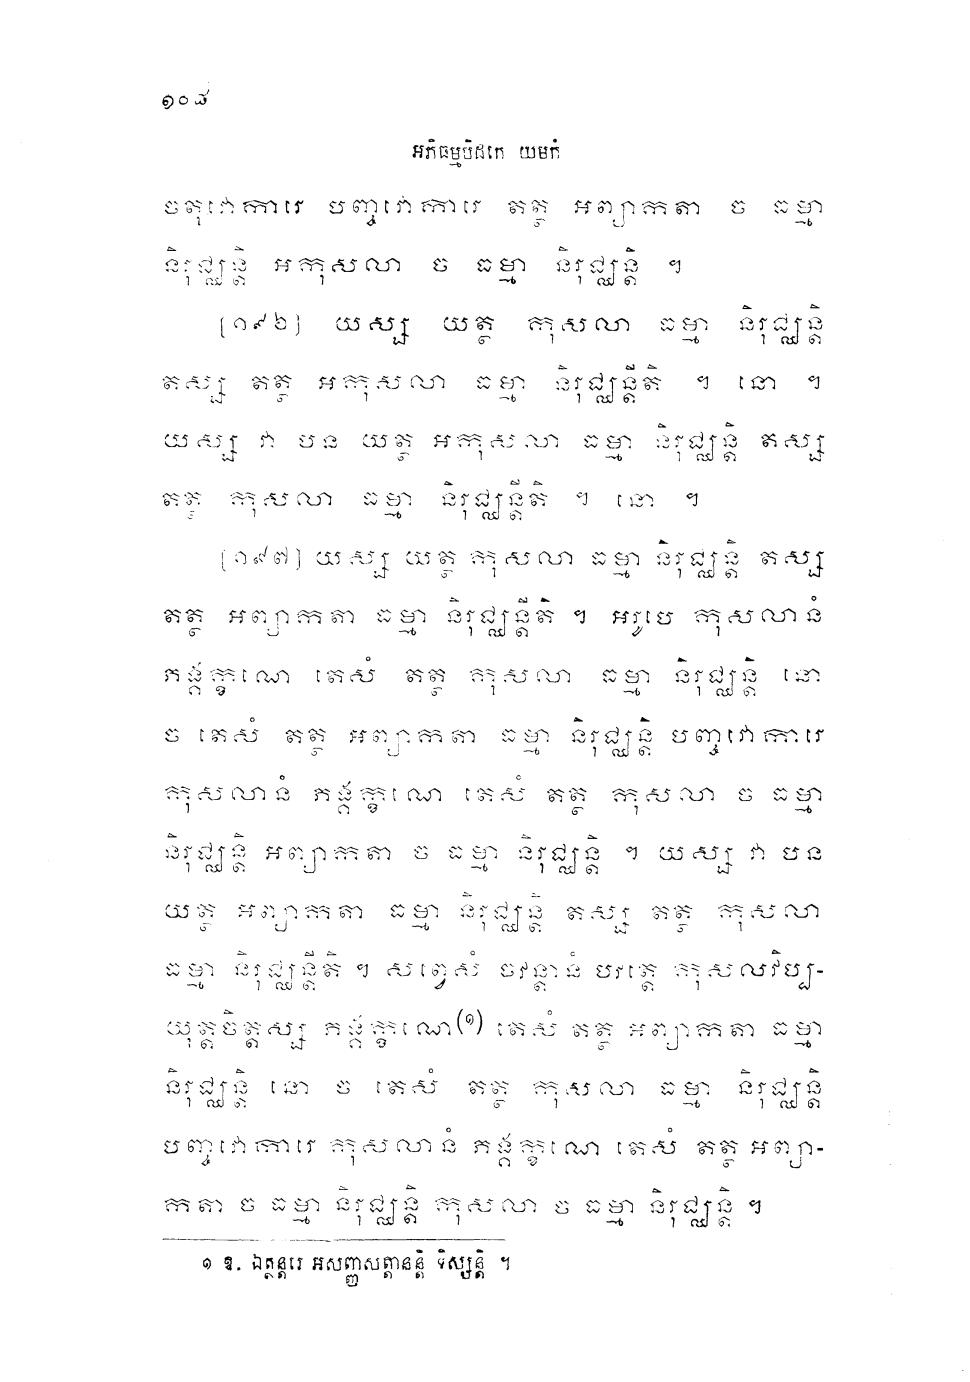 ១០៨
អភិធម្មបិដកេ យមកំ
ចតុវោការេ បញ្ចវោការេ តត្ថ អព្យាកតា ច ធម្មា
និរុជ្ឈន្តិ អកុសលា ច ធម្មា និរុជ្ឈន្តិ ។
[១៩៦] យស្ស យត្ថ កុសលា ធម្មា និរុជ្ឈន្តិ
តស្ស តត្ថ អកុសលា ធម្មា និរុជ្ឈន្តីតិ ។ នោ ។
យស្ស វា បន យត្ថ អកុសលា ធម្មា និរុជ្ឈន្តិ តស្ស
តត្ថ កុសលា ធម្មា និរុជ្ឈន្តីតិ ។ នោ ។
[១៩៧] យស្ស យត្ថ កុសលា ធម្មា និរុជ្ឈន្តិ តស្ស
តត្ថ អព្យាកតា ធម្មា និរុជ្ឈន្តីតិ ។ អរូបេ កុសលានំ
ភង្គក្ខណេ តេសំ តត្ថ កុសលា ធម្មា និរុជ្ឈន្តិ នោ
ច តេសំ តត្ថ អព្យាកតា ធម្មា និរុជ្ឈន្តិ បញ្ចវោការេ
កុសលានំ ភង្គក្ខណេ តេសំ តត្ថ កុសលា ច ធម្មា
និរុជ្ឈន្តិ អព្យាកតា ច ធម្មា និរុជ្ឈន្តិ ។ យស្ស វា បន
យត្ថ អព្យាកតា ធម្មា និរុជ្ឈន្តិ តស្ស តត្ថ កុសលា
ធម្មា និរុជ្ឈន្តីតិ ។ សព្វេសំ ចវន្តានំ បវត្តេ កុសលវិប្ប-
យុត្តចិត្តស្ស ភង្គក្ខណេ(១) តេសំ តត្ថ អព្យាកតា ធម្មា
និរុជ្ឈន្តិ នោ ច តេសំ តត្ថ កុសលា ធម្មា និរុជ្ឈន្តិ
បញ្ចវោការេ កុសលានំ ភង្គក្ខណេ តេសំ តត្ថ អព្យា-
កតា ច ធម្មា និរុជ្ឈន្តិ កុសលា ច ធម្មា និរុជ្ឈន្តិ ។
១ ឱ. ឯត្ថន្តរេ អសញ្ញសត្តានន្តិ ទិស្សន្តិ ។